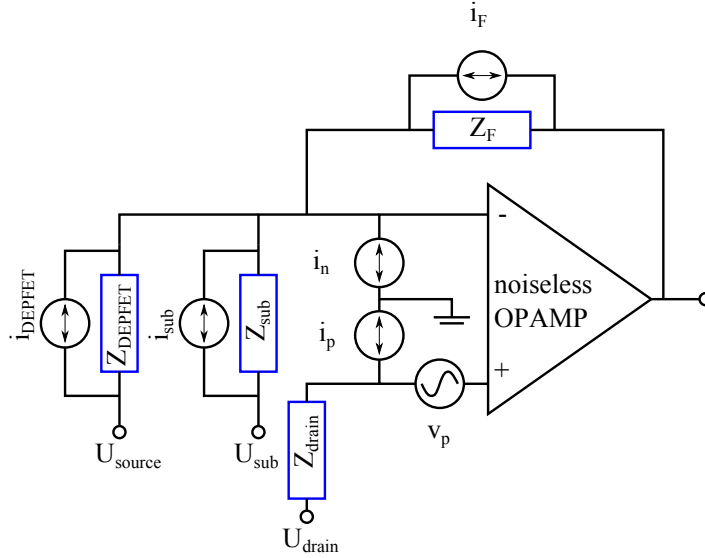 i_F
Z_F
-
i_DEPFET
Z_DEPFET
i_sub
Z_sub
i_n
noiseless
OPAMP
i_p
+
v_p
Z_drain
U_source
U_sub
U_drain